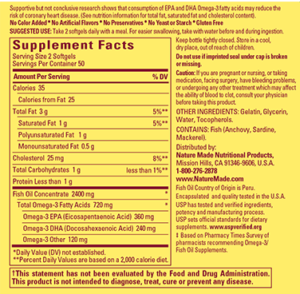 Supportive but not conclusive research shows that consumption of EPA and DHA Omega-3 fatty acids may reduce the
risk of coronary heart disease. (See nutrition information for total fat, saturated fat and cholesterol content).
No Color Added * No Artificial Flavors * No Preservatives * No Yeast or Starch * Gluten Free
SUGGESTED USE: Take 2 softgels daily with a meal. For easier swallowing, take with water before and during ingestion.
Supplement Facts
Serving Size 2 Softgels
Servings Per Container 50
Amount Per Serving % DV
Calories 35
Calories from Fat 25
Total Fat 3 g 5%**
Saturated Fat 1 g 5%**
Polyunsaturated Fat 1 g
Monounsaturated Fat 0.5 g
Cholesterol 25 mg 8%**
Total Carbohydrates 1 g less than 1%**
Protein Less than 1 g
Fish Oil Concentrate 2400 mg *
Total Omega-3 Fatty Acids 720 mg *
Omega-3 EPA (Eicosapentaenoic Acid) 360 mg
Omega-3 DHA (Docosahexaenoic Acid) 240 mg
Omega-3 Other 120 mg
*Daily Value (DV) not established.
**Percent Daily Values are based on a 2,000 calorie diet.
Keep bottle tightly closed. Store in a cool,
dry place, out of reach of children.
Do not use if imprinted seal under cap is broken
or missing.
Caution: If you are pregnant or nursing, or taking
medication, facing surgery, have bleeding problems,
or undergoing any other treatment which may affect
the ability of blood to clot, consult your physician
before taking this product.
OTHER INGREDIENTS: Gelatin, Glycerin,
Water, Tocopherols.
CONTAINS: Fish (Anchovy, Sardine,
Mackerel).
Distributed by:
Nature Made Nutritional Products,
Mission Hills, CA 91346-9606, U.S.A.
1-800-276-2878
www.NatureMade.com
Fish Oil Country of Origin is Peru.
Encapsulated and quality tested in the U.S.A.
USP has tested and verified ingredients,
potency and manufacturing process.
USP sets official standards for dietary
supplements. www.uspverified.org
‡ Based on Pharmacy Times Survey of
pharmacists recommending Omega-3/
Fish Oil Supplements.
†This statement has not been evaluated by the Food and Drug Administration.
This product is not intended to diagnose, treat, cure or prevent any disease.